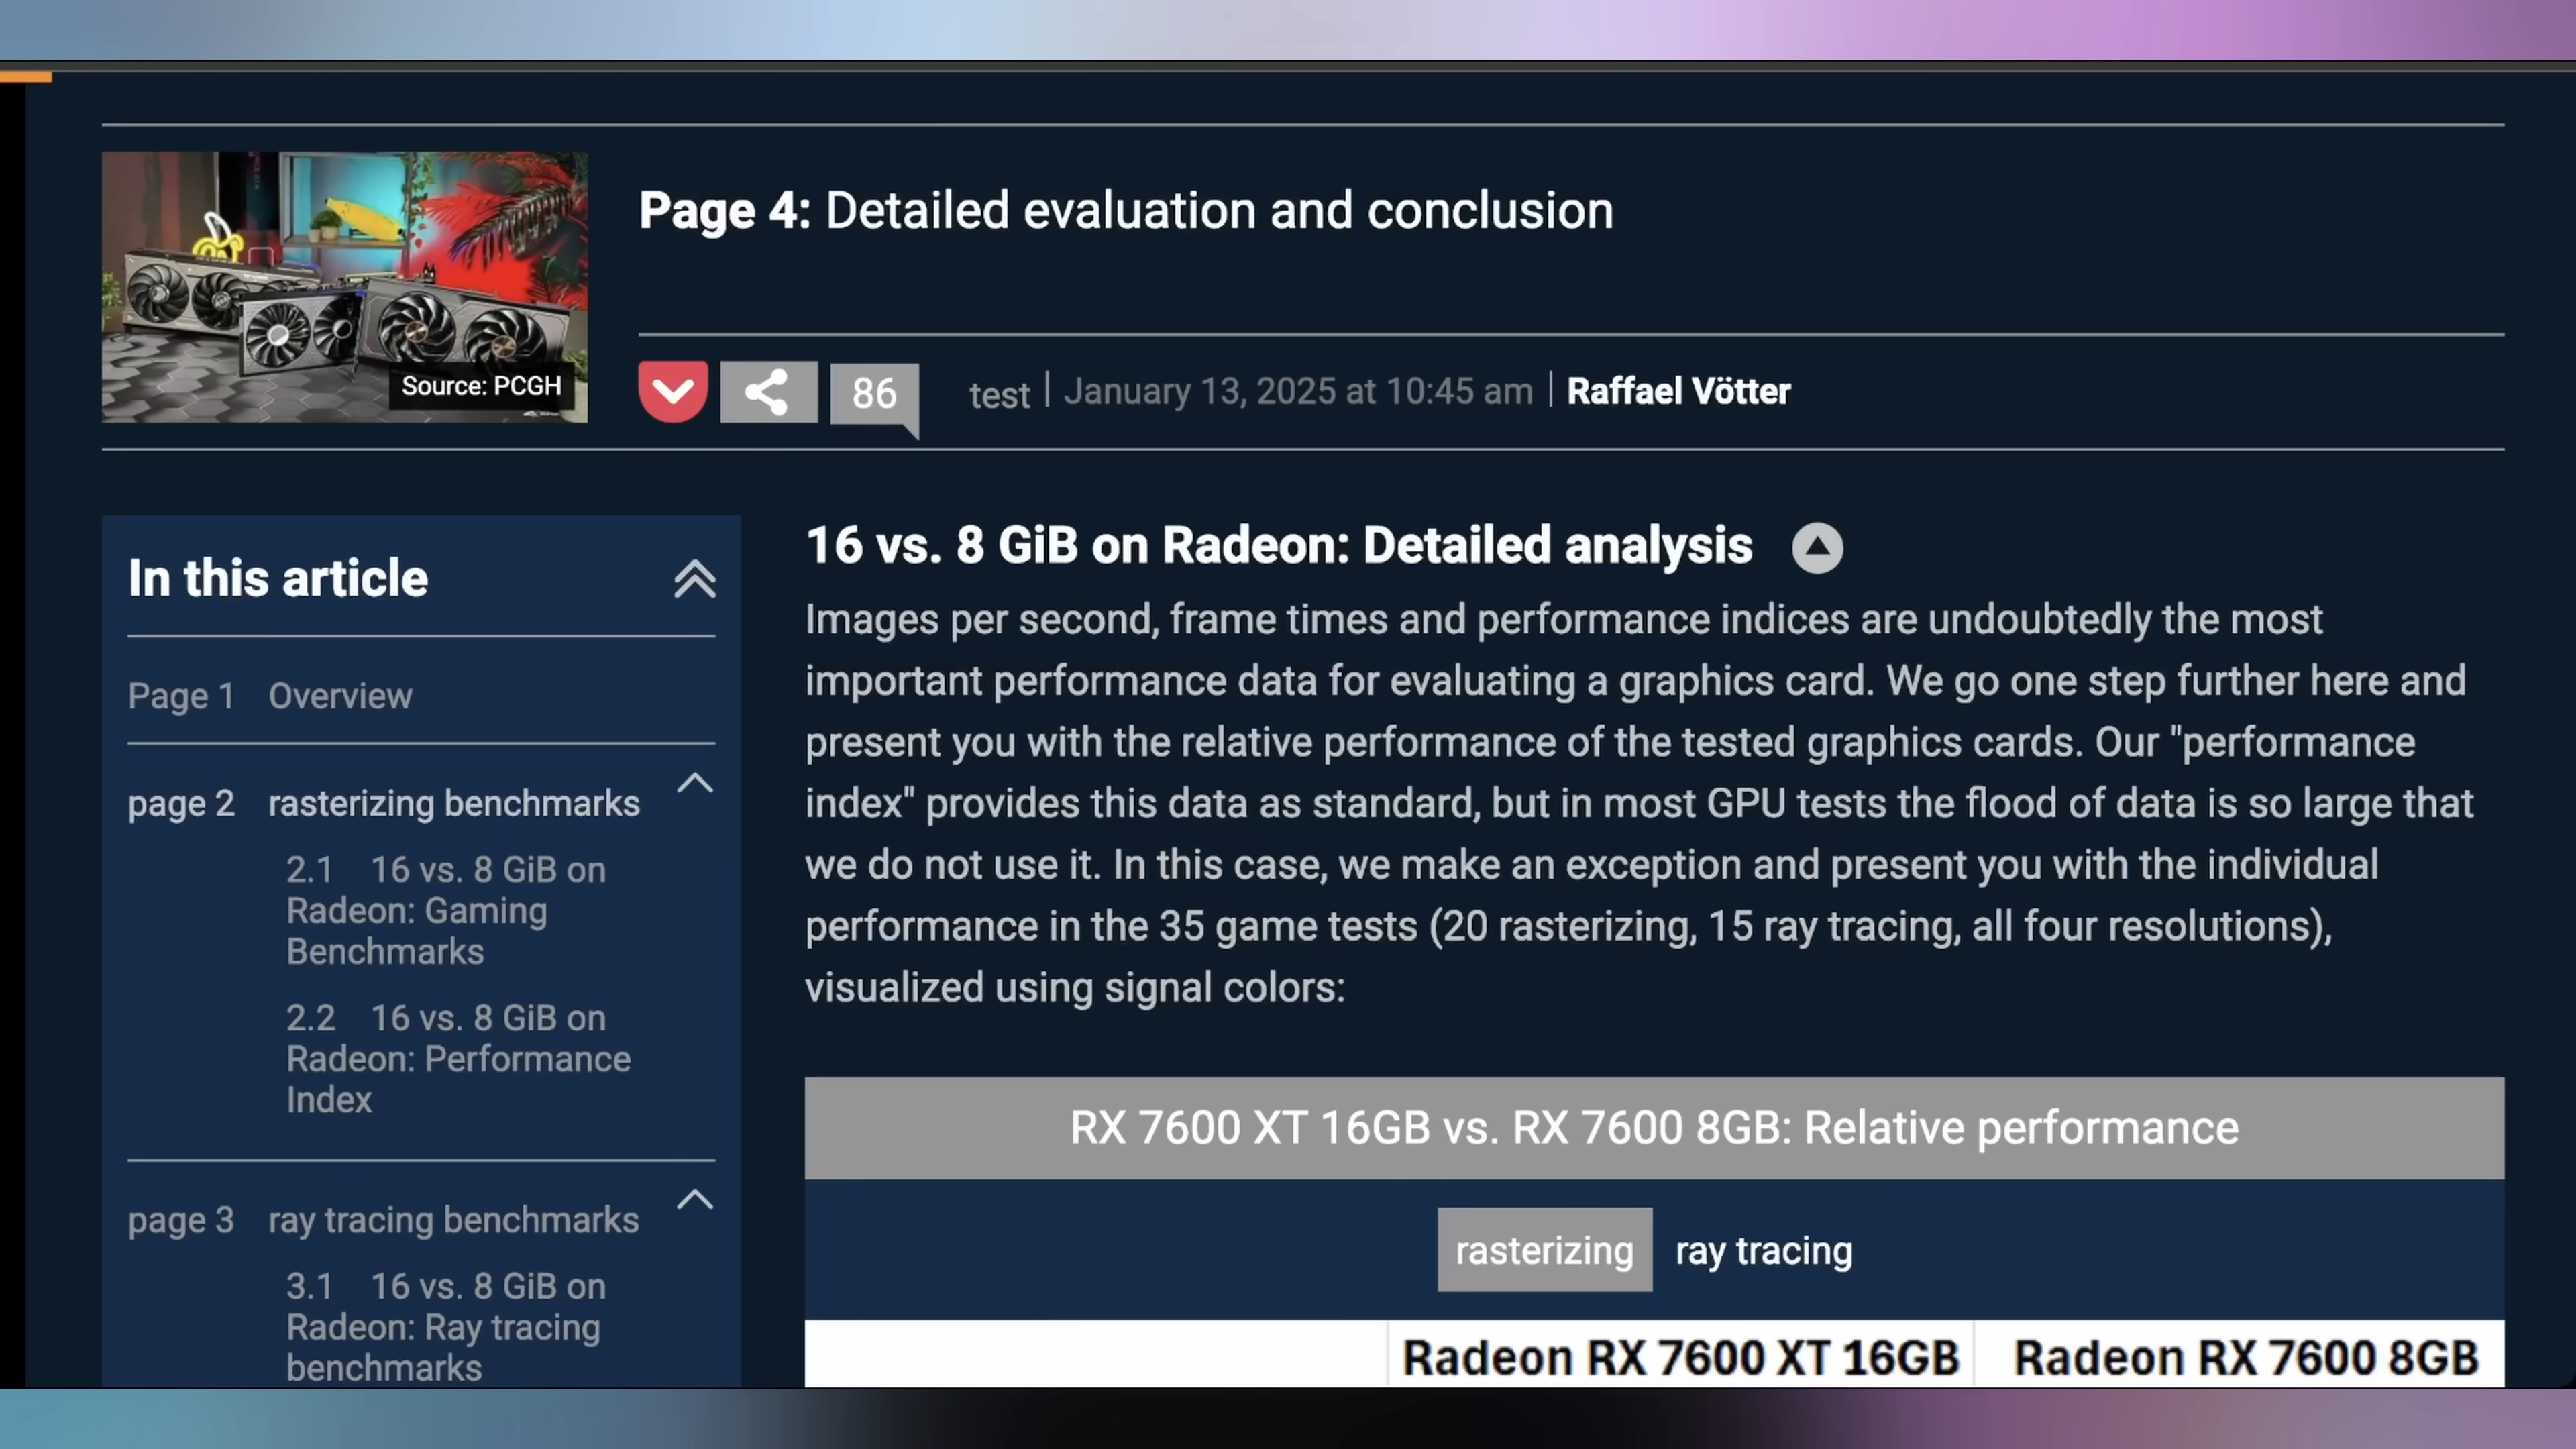 Page 4: Detailed evaluation and conclusion
Source: PCGH
86
test | January 13, 2025 at 10:45 am | Raffael Vötter
In this article
Page 1 Overview
page 2 rasterizing benchmarks
2.1 16 vs. 8 GiB on
Radeon: Gaming
Benchmarks
2.2 16 vs. 8 GiB on
Radeon: Performance
Index
page 3 ray tracing benchmarks
3.1 16 vs. 8 GiB on
Radeon: Ray tracing
benchmarks
16 vs. 8 GiB on Radeon: Detailed analysis
Images per second, frame times and performance indices are undoubtedly the most
important performance data for evaluating a graphics card. We go one step further here and
present you with the relative performance of the tested graphics cards. Our "performance
index" provides this data as standard, but in most GPU tests the flood of data is so large that
we do not use it. In this case, we make an exception and present you with the individual
performance in the 35 game tests (20 rasterizing, 15 ray tracing, all four resolutions),
visualized using signal colors:
RX 7600 XT 16GB vs. RX 7600 8GB: Relative performance
rasterizing ray tracing
Radeon RX 7600 XT 16GB Radeon RX 7600 8GB